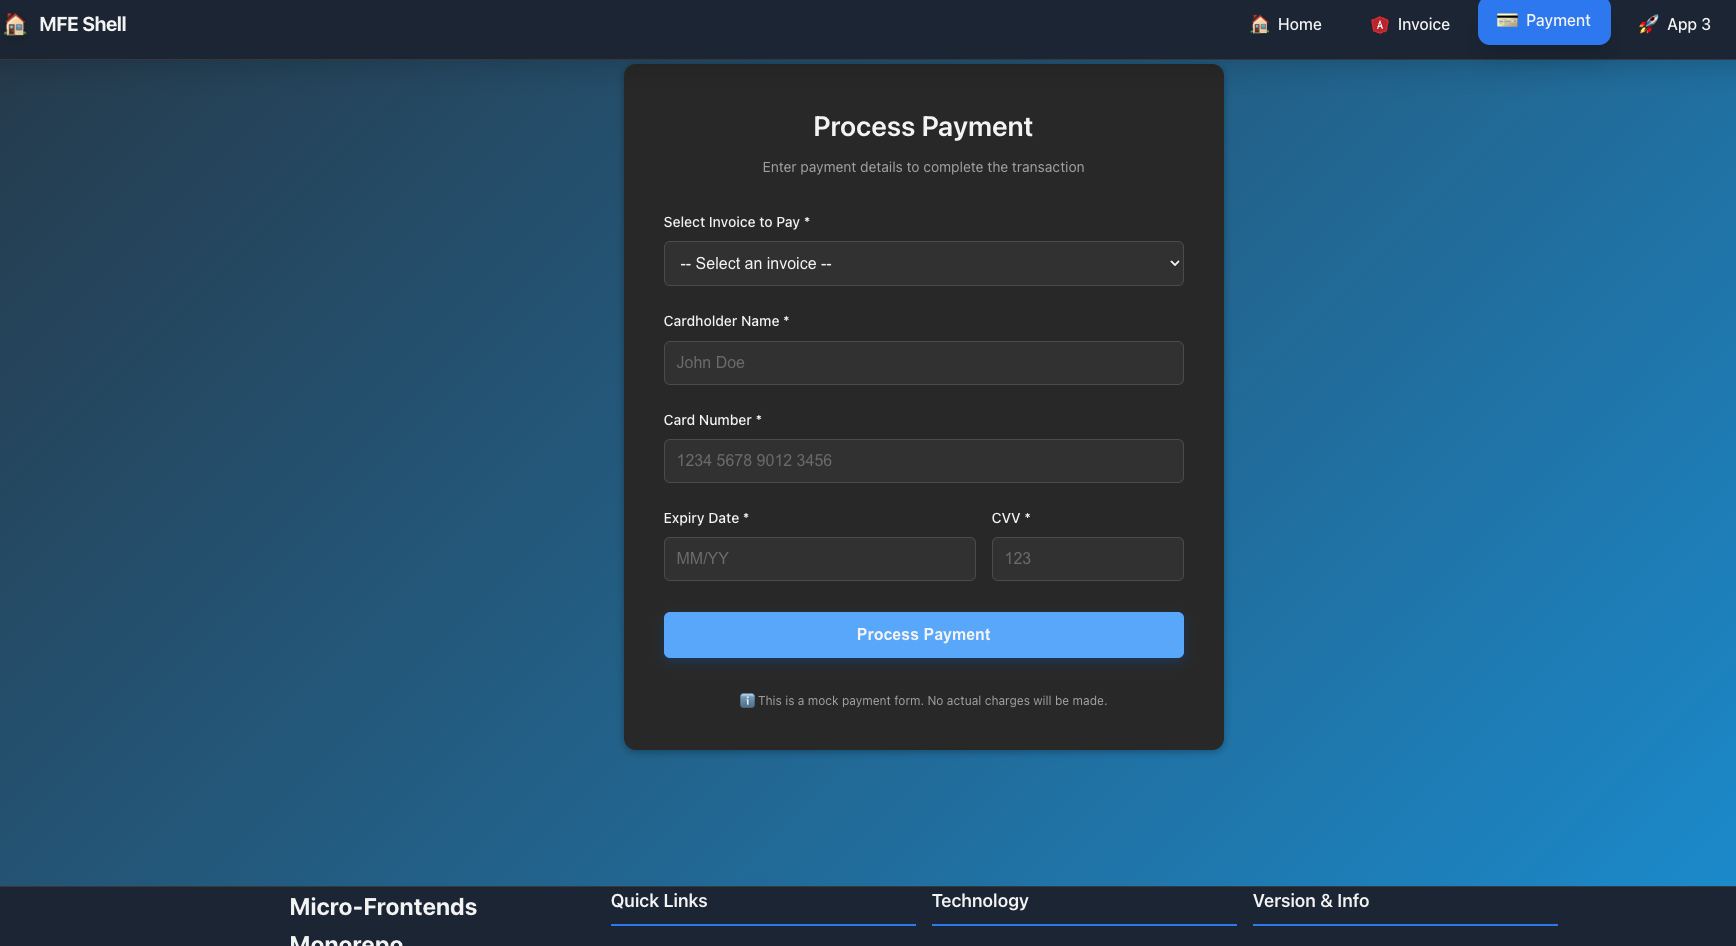 MFE Shell
Home
Invoice
Payment
App 3
Process Payment
Enter payment details to complete the transaction
Select Invoice to Pay *
-- Select an invoice --
Cardholder Name *
John Doe
Card Number *
1234 5678 9012 3456
Expiry Date * CVV *
MM/YY 123
Process Payment
This is a mock payment form. No actual charges will be made.
Micro-Frontends
Monorepo
Quick Links
Technology
Version & Info